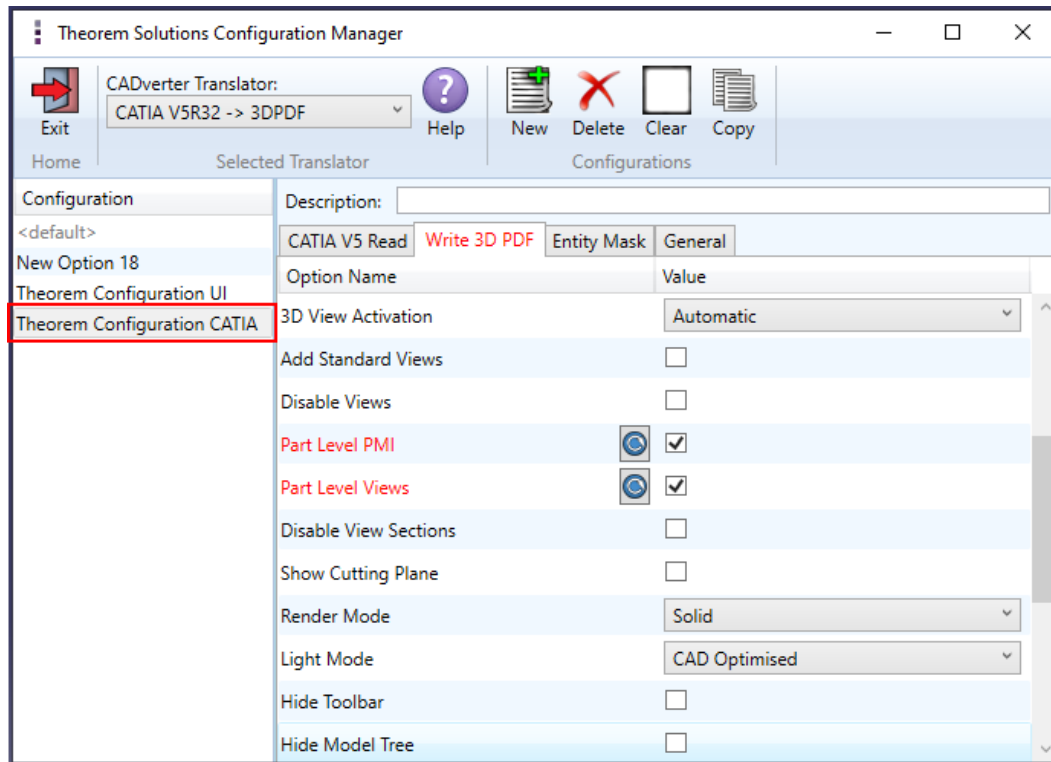 Theorem Solutions Configuration Manager
CADverter Translator:
CATIA V5R32 -> 3DPDF
Exit
Help
New
Delete
Clear
Copy
Home
Selected Translator
Configurations
Configuration
Description:
<default>
New Option 18
Theorem Configuration UI
Theorem Configuration CATIA
CATIA V5 Read
Write 3D PDF
Entity Mask
General
Option Name
Value
3D View Activation
Automatic
Add Standard Views
Disable Views
Part Level PMI
Part Level Views
Disable View Sections
Show Cutting Plane
Render Mode
Solid
Light Mode
CAD Optimised
Hide Toolbar
Hide Model Tree